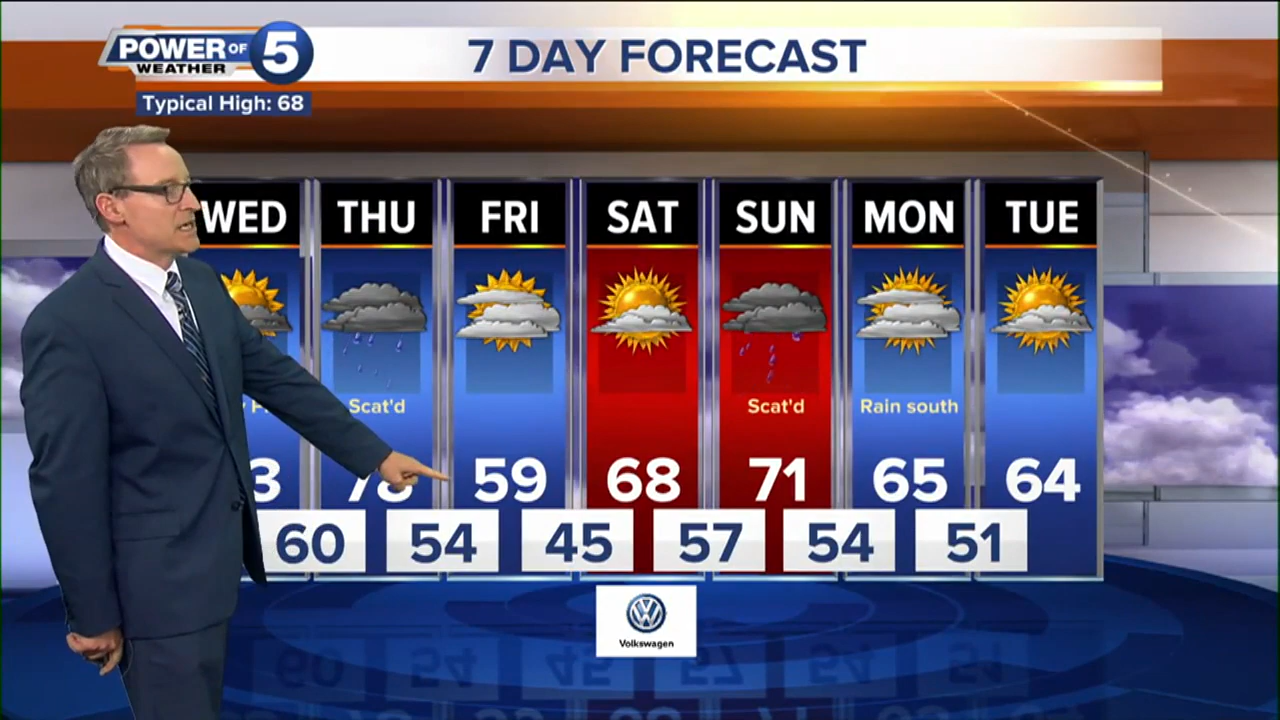 POWER OF 5
WEATHER
7 DAY FORECAST
Typical High: 68
WED THU FRI SAT SUN MON TUE
Scat'd Scat'd Rain south
78 59 68 71 65 64
60 54 45 57 54 51
Volkswagen